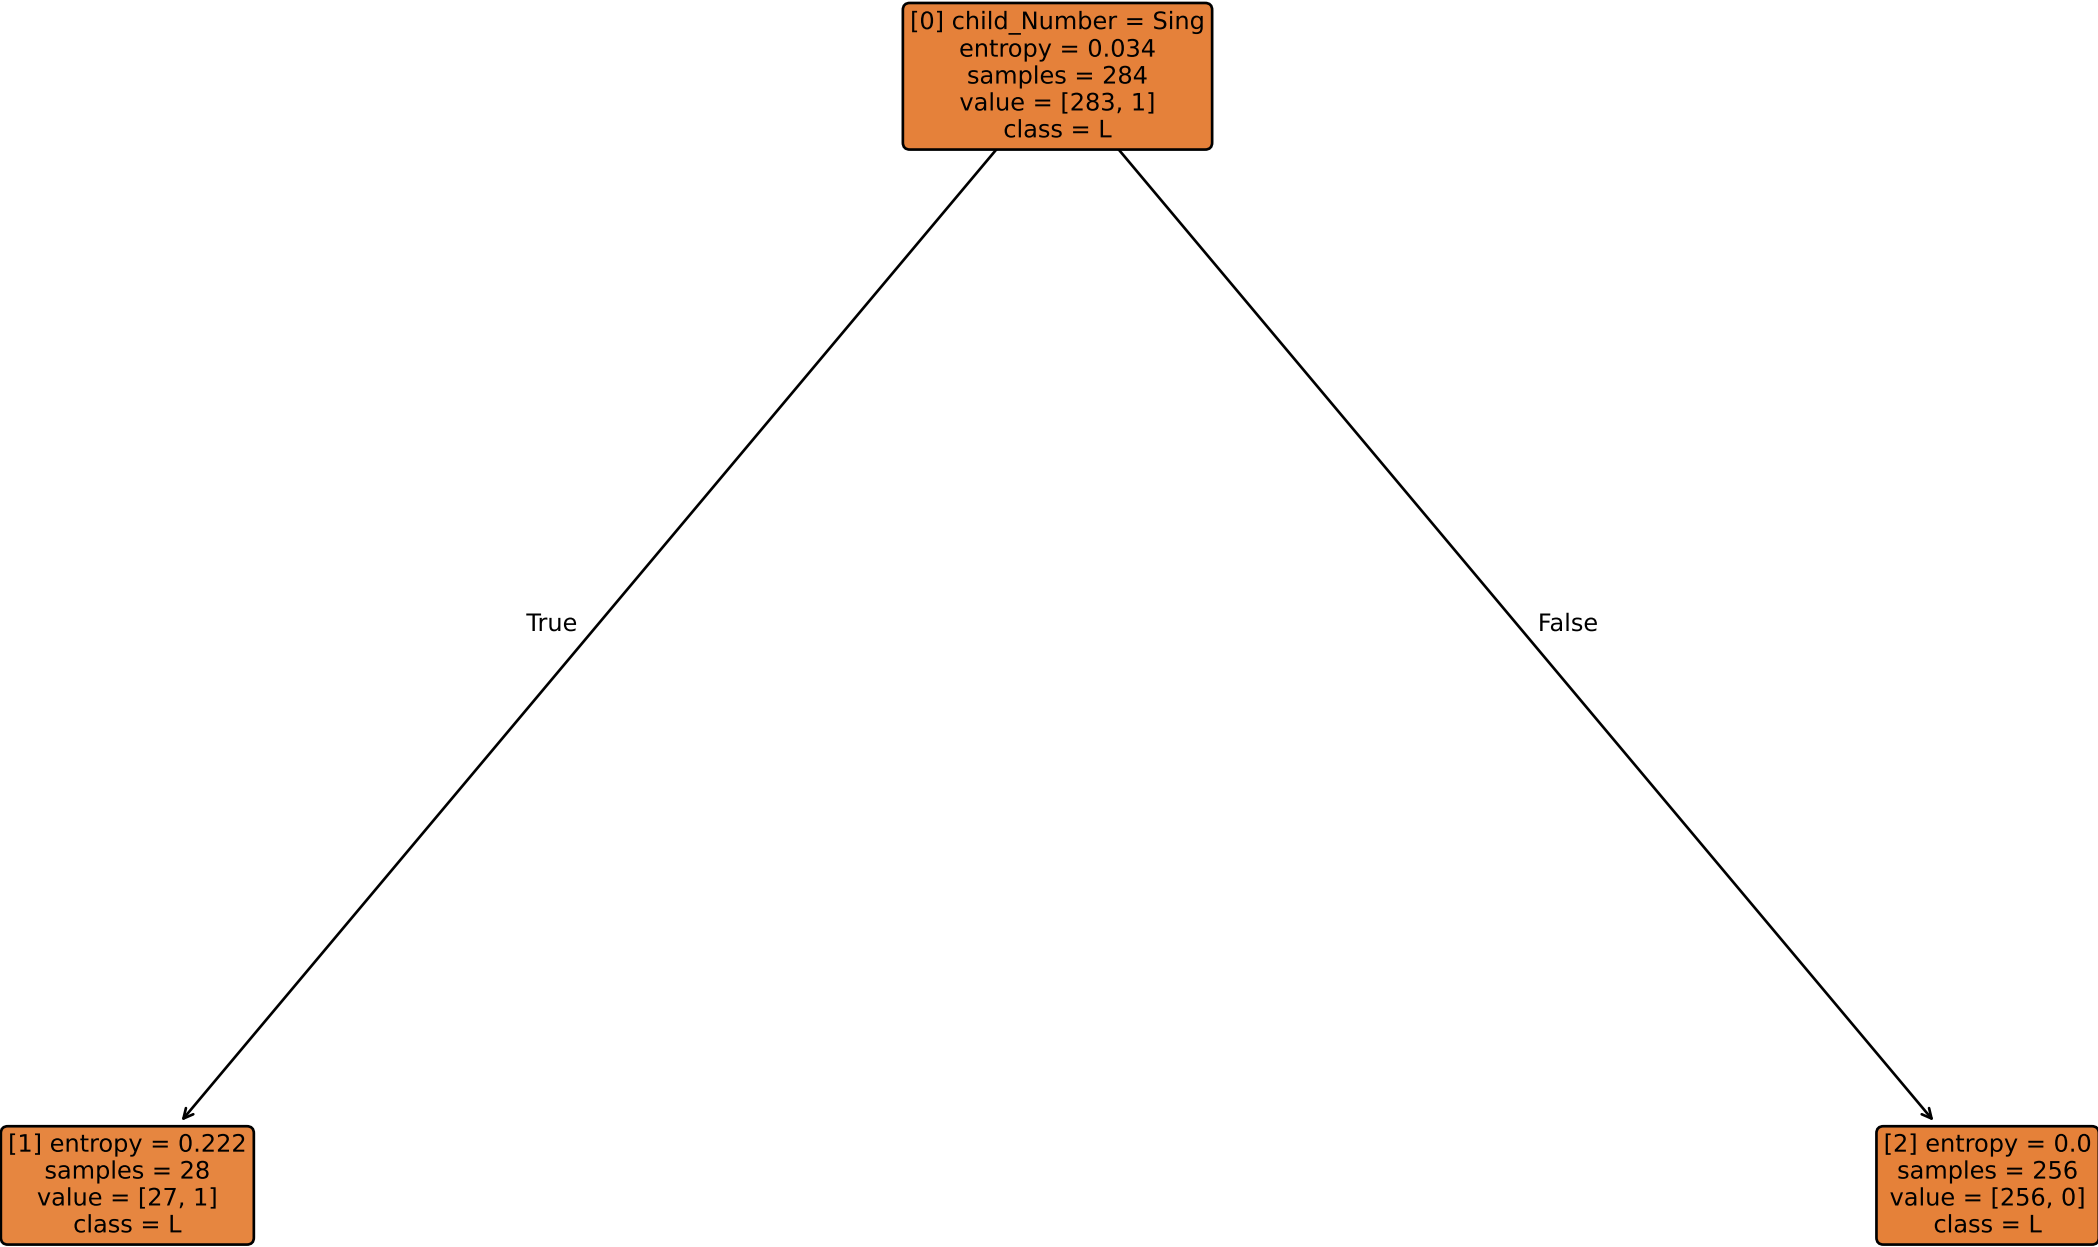 [0] child_Number = Sing
entropy = 0.034
samples = 284
value = [283, 1]
class = L
True
False
[1] entropy = 0.222
samples = 28
value = [27, 1]
class = L
[2] entropy = 0.0
samples = 256
value = [256, 0]
class = L